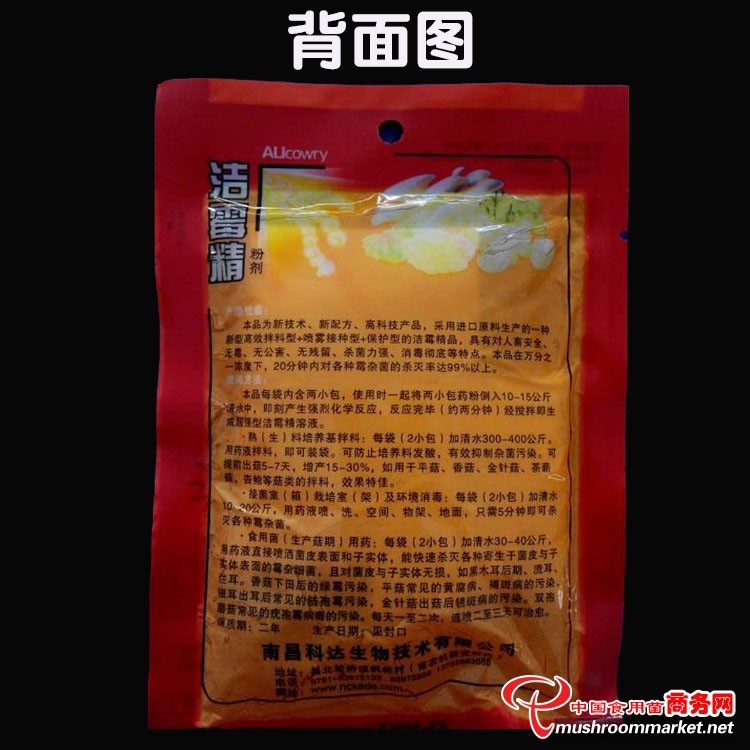 背面图
ALIcowry
洁霉精
粉剂
本品为新技术、新配方、高科技产品，采用进口原料生产的一种
新型高效拌料型+喷雾接种型+保护型的洁霉精品，具有对人畜安全、
无毒、无公害、无残留、杀菌力强、消毒彻底等特点。本品在万分之
一浓度下，20分钟内对各种霉杂菌的杀灭率达99%以上。
使用方法：
本品每袋内含两小包，使用时一起将两小包药粉倒入10-15公斤
清水中，即刻产生强烈化学反应，反应完毕（约两分钟）经搅拌即生
成超强型洁霉精溶液。
·熟（生）料培养基拌料：每袋（2小包）加清水300-400公斤。
用药液拌料，即可装袋。可防止培养料发酸，有效抑制杂菌污染。可
提前出菇5-7天，增产15-30%，如用于平菇、香菇、金针菇、茶薪
菇、杏鲍等菇类的拌料，效果特佳。
·接菌室（箱）栽培室（架）及环境消毒：每袋（2小包）加清水
10-20公斤，用药液喷、洗、空间、物架、地面，只需5分钟即可杀
灭各种霉杂菌。
·食用菌（生产菇期）用药：每袋（2小包）加清水30-40公斤，
用药液直接喷洒菌皮表面和子实体，能快速杀灭各种寄生于菌皮与子
实体表面的霉杂细菌，且对菌皮与子实体无损，如黑木耳后期、流耳、
烂耳。香菇下田后的绿霉污染，平菇常见的黄腐病、褐斑病的污染，
银耳出耳后常见的链孢霉污染，金针菇出菇后锈斑病的污染。双孢
蘑菇常见的疣孢霉病毒的污染。每天一至二次，连喷二至三天可治愈。
保质期：二年 生产日期：见封口
南昌科达生物技术有限公司
地址：
电话：
网址：www.nckeda.com
中国食用菌商务网
mushroommarket.net